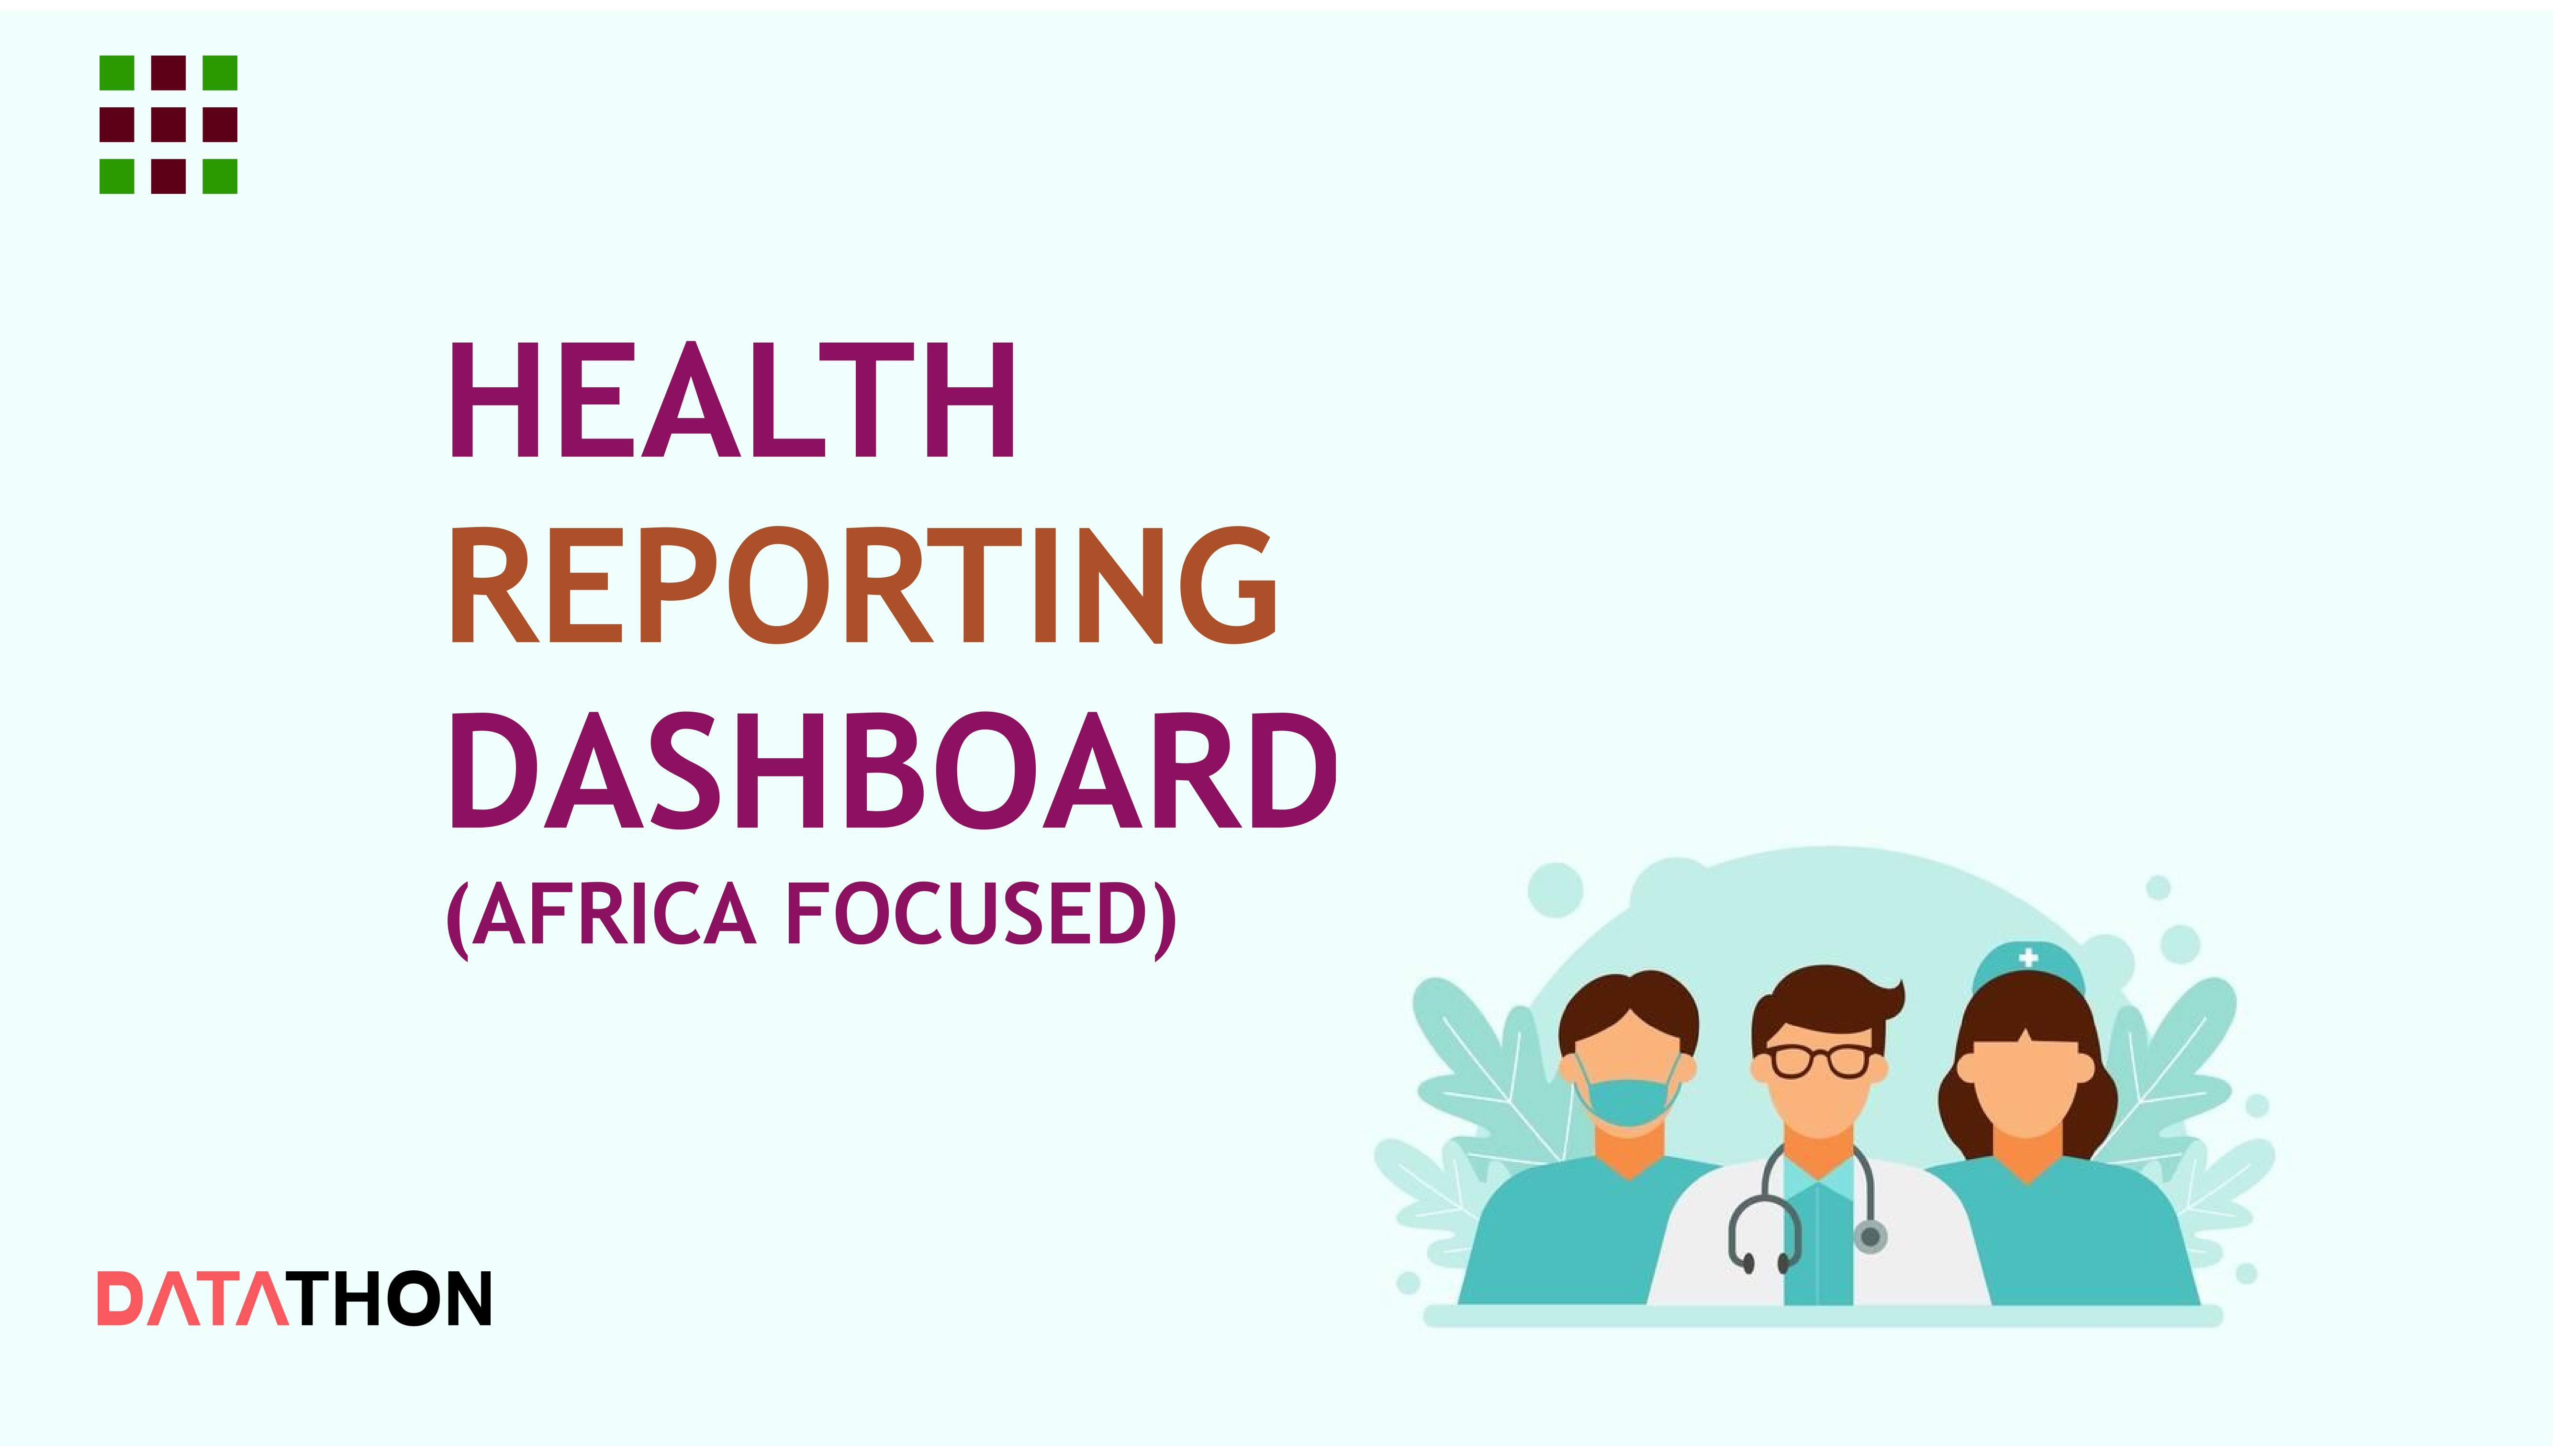 HEALTH
REPORTING
DASHBOARD
(AFRICA FOCUSED)
DATATHON